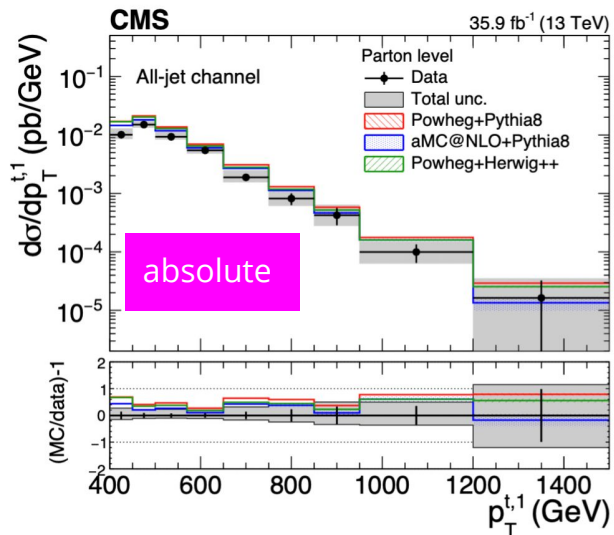 CMS
35.9 fb⁻¹ (13 TeV)
dσ/dp_T^{t,1} (pb/GeV)
10⁻¹
10⁻²
10⁻³
10⁻⁴
10⁻⁵
All-jet channel
Parton level
Data
Total unc.
Powheg+Pythia8
aMC@NLO+Pythia8
Powheg+Herwig++
absolute
(MC/data)-1
2
1
0
-1
-2
400 600 800 1000 1200 1400
p_T^{t,1} (GeV)